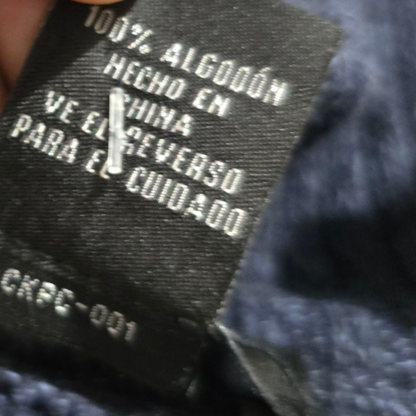 100% ALGODÓN
HECHO EN
CHINA
VE EL REVERSO
PARA EL CUIDADO
CKPC-001